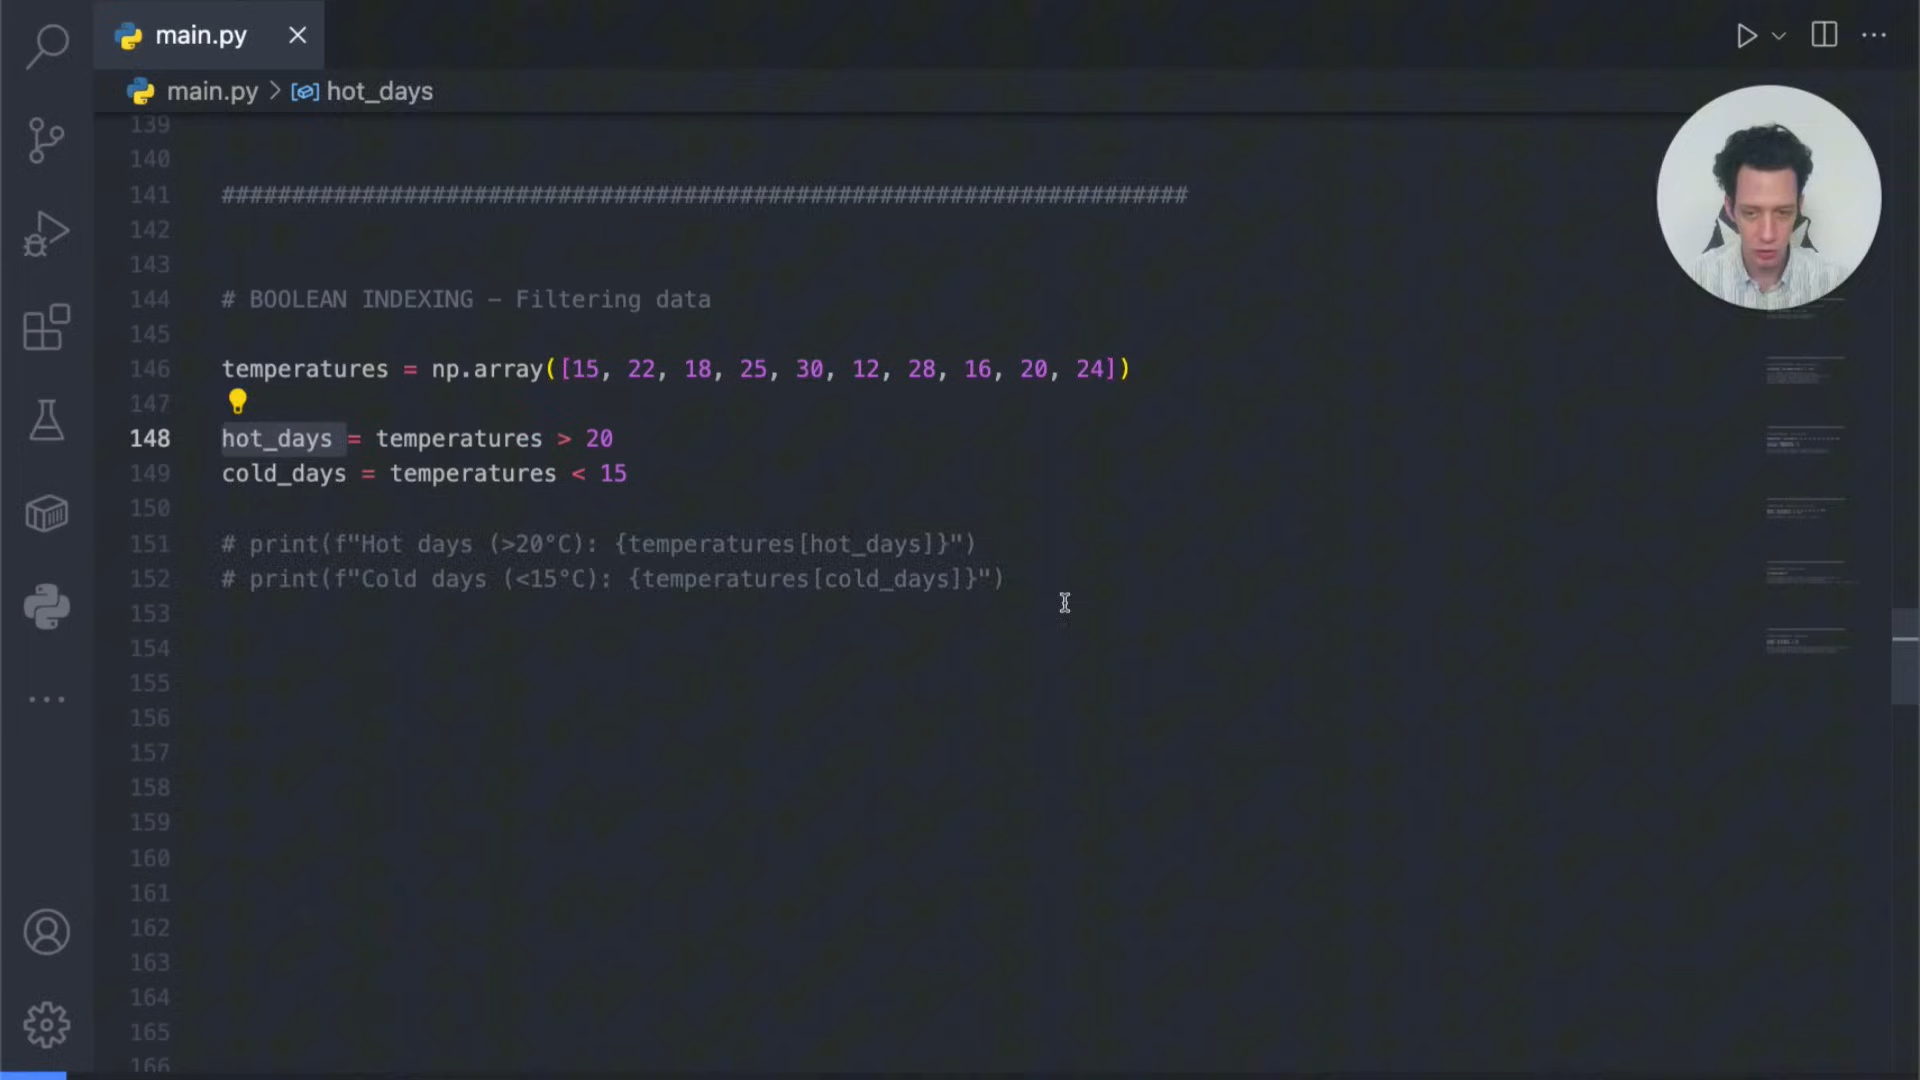 main.py
main.py > hot_days
139
140
141 #####################################################################
142
143
144 # BOOLEAN INDEXING – Filtering data
145
146 temperatures = np.array([15, 22, 18, 25, 30, 12, 28, 16, 20, 24])
147
148 hot_days = temperatures > 20
149 cold_days = temperatures < 15
150
151 # print(f"Hot days (>20°C): {temperatures[hot_days]}")
152 # print(f"Cold days (<15°C): {temperatures[cold_days]}")
153
154
155
156
157
158
159
160
161
162
163
164
165
166